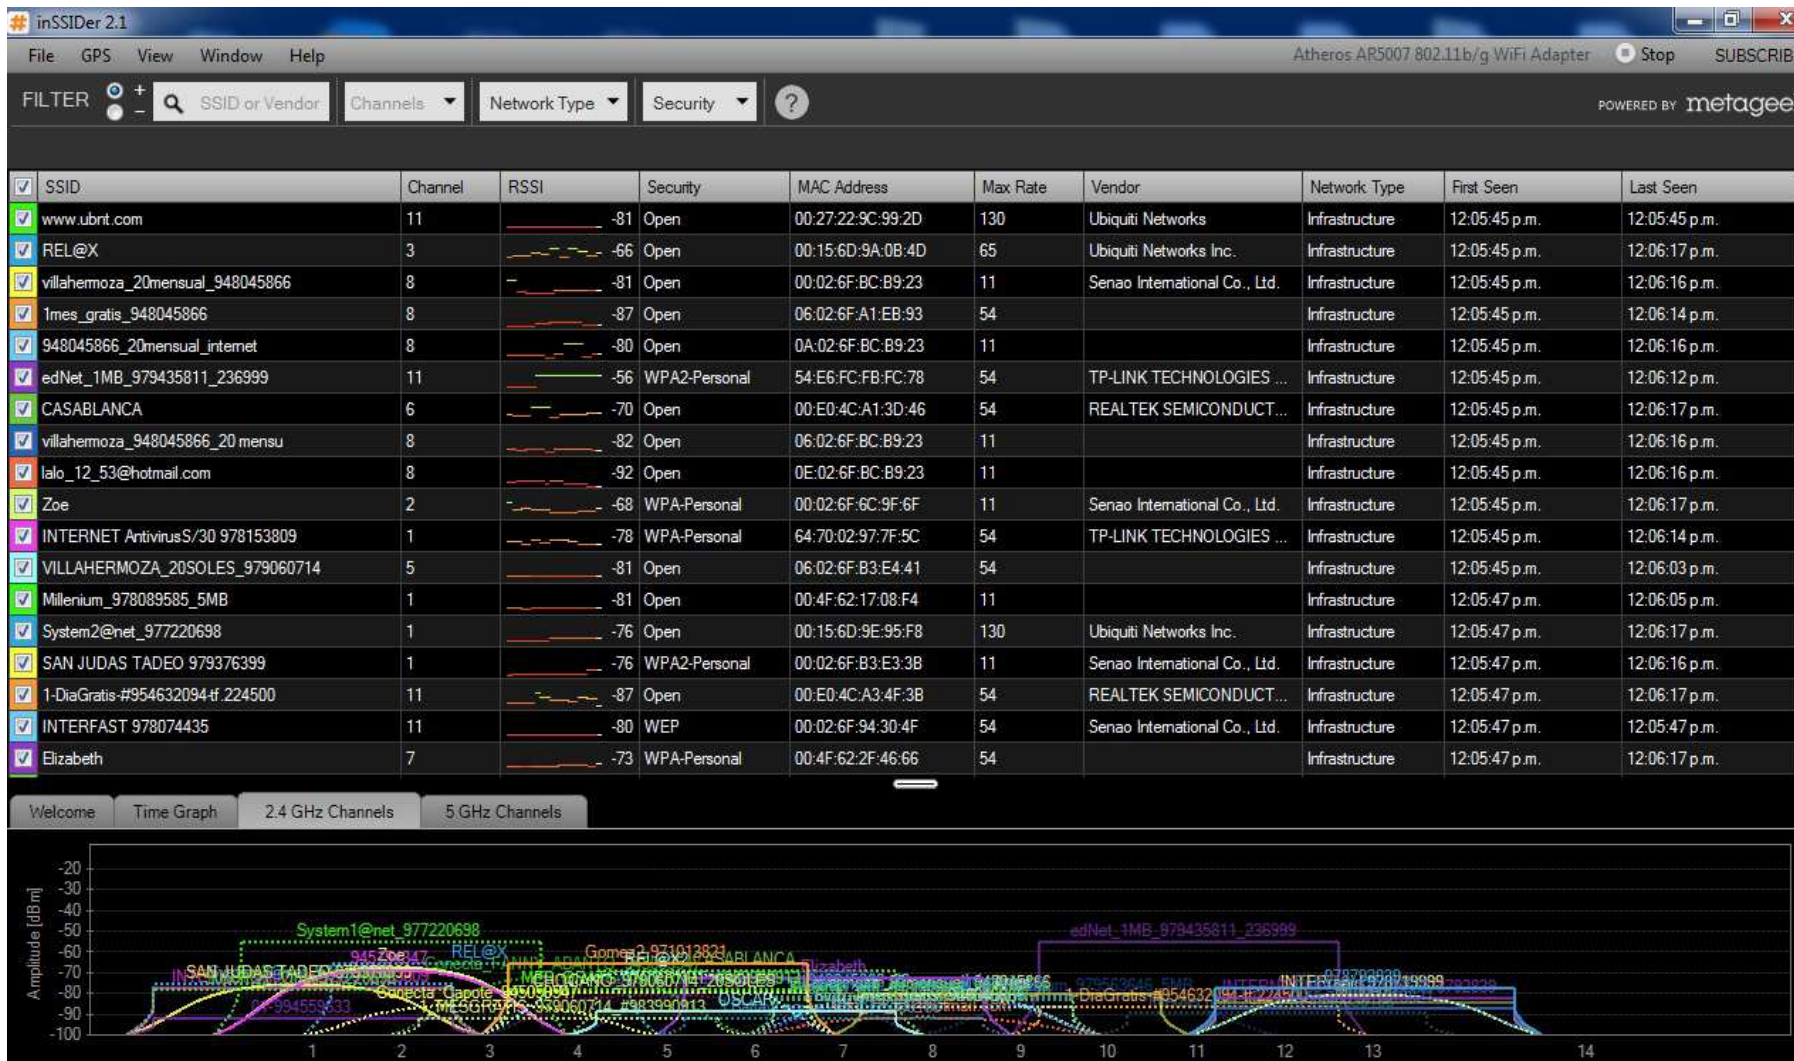 inSSIDer 2.1
File GPS View Window Help Atheros AR5007 802.11b/g WiFi Adapter Stop SUBSCRIB
FILTER + − SSID or Vendor Channels Network Type Security ? POWERED BY metagee
SSID Channel RSSI Security MAC Address Max Rate Vendor Network Type First Seen Last Seen
www.ubnt.com 11 -81 Open 00:27:22:9C:99:2D 130 Ubiquiti Networks Infrastructure 12:05:45 p.m. 12:05:45 p.m.
REL@X 3 -66 Open 00:15:6D:9A:0B:4D 65 Ubiquiti Networks Inc. Infrastructure 12:05:45 p.m. 12:06:17 p.m.
villahermoza_20mensual_948045866 8 -81 Open 00:02:6F:BC:B9:23 11 Senao International Co., Ltd. Infrastructure 12:05:45 p.m. 12:06:16 p.m.
1mes_gratis_948045866 8 -87 Open 06:02:6F:A1:EB:93 54 Infrastructure 12:05:45 p.m. 12:06:14 p.m.
948045866_20mensual_internet 8 -80 Open 0A:02:6F:BC:B9:23 11 Infrastructure 12:05:45 p.m. 12:06:16 p.m.
edNet_1MB_979435811_236999 11 -56 WPA2-Personal 54:E6:FC:FB:FC:78 54 TP-LINK TECHNOLOGIES ... Infrastructure 12:05:45 p.m. 12:06:12 p.m.
CASABLANCA 6 -70 Open 00:E0:4C:A1:3D:46 54 REALTEK SEMICONDUCT... Infrastructure 12:05:45 p.m. 12:06:17 p.m.
villahermoza_948045866_20 mensu 8 -82 Open 06:02:6F:BC:B9:23 11 Infrastructure 12:05:45 p.m. 12:06:16 p.m.
lalo_12_53@hotmail.com 8 -92 Open 0E:02:6F:BC:B9:23 11 Infrastructure 12:05:45 p.m. 12:06:16 p.m.
Zoe 2 -68 WPA-Personal 00:02:6F:6C:9F:6F 11 Senao International Co., Ltd. Infrastructure 12:05:45 p.m. 12:06:17 p.m.
INTERNET AntivirusS/30 978153809 1 -78 WPA-Personal 64:70:02:97:7F:5C 54 TP-LINK TECHNOLOGIES ... Infrastructure 12:05:45 p.m. 12:06:14 p.m.
VILLAHERMOZA_20SOLES_979060714 5 -81 Open 06:02:6F:B3:E4:41 54 Infrastructure 12:05:45 p.m. 12:06:03 p.m.
Millenium_978089585_5MB 1 -81 Open 00:4F:62:17:08:F4 11 Infrastructure 12:05:47 p.m. 12:06:05 p.m.
System2@net_977220698 1 -76 Open 00:15:6D:9E:95:F8 130 Ubiquiti Networks Inc. Infrastructure 12:05:47 p.m. 12:06:17 p.m.
SAN JUDAS TADEO 979376399 1 -76 WPA2-Personal 00:02:6F:B3:E3:3B 11 Senao International Co., Ltd. Infrastructure 12:05:47 p.m. 12:06:16 p.m.
1-DiaGratis-#954632094-tf.224500 11 -87 Open 00:E0:4C:A3:4F:3B 54 REALTEK SEMICONDUCT... Infrastructure 12:05:47 p.m. 12:06:17 p.m.
INTERFAST 978074435 11 -80 WEP 00:02:6F:94:30:4F 54 Senao International Co., Ltd. Infrastructure 12:05:47 p.m. 12:05:47 p.m.
Elizabeth 7 -73 WPA-Personal 00:4F:62:2F:46:66 54 Infrastructure 12:05:47 p.m. 12:06:17 p.m.
Welcome Time Graph 2.4 GHz Channels 5 GHz Channels
Amplitude [dBm]
-20
-30
-40
-50 System1@net_977220698 edNet_1MB_979435811_236999
-60 Zoe REL@X Gomez2-971013821 REL@X2
-70 SAN JUDAS TADEO Elizabeth
-80 OSCAR
-90
-100
1 2 3 4 5 6 7 8 9 10 11 12 13 14